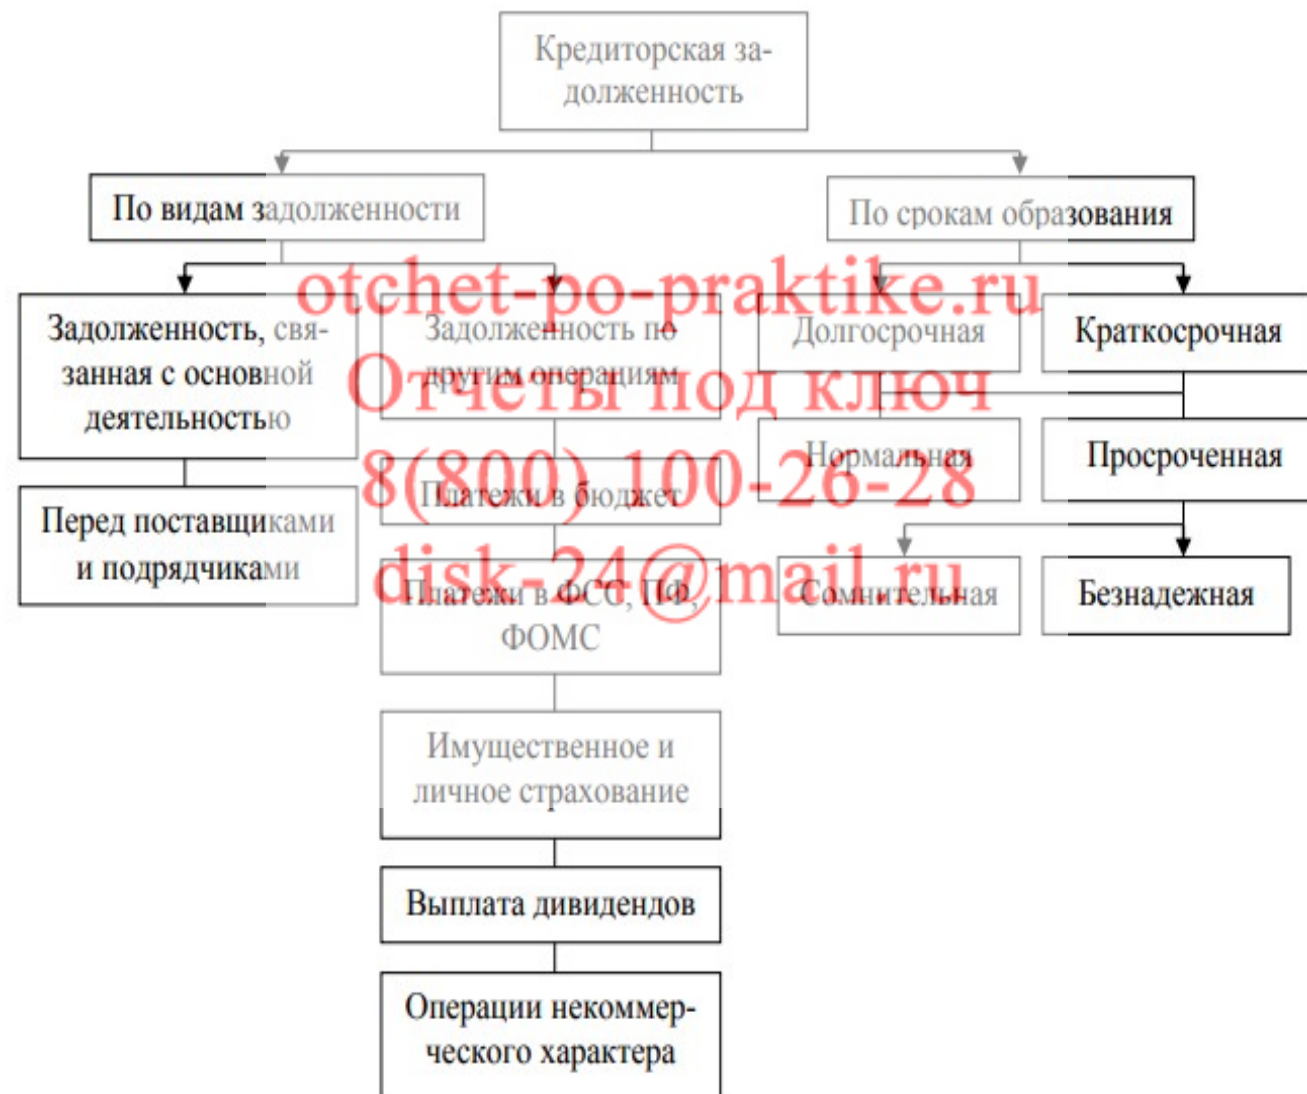 Кредиторская за-
долженность
По видам задолженности
По срокам образования
otchet-po-praktike.ru
Задолженность, свя-
занная с основной
деятельностью
Задолженность по
другим операциям
Долгосрочная
Краткосрочная
Отчеты под ключ
Нормальная
Просроченная
8(800) 100-26-28
Платежи в бюджет
Перед поставщиками
и подрядчиками
disk-24@mail.ru
Платежи в ФСС, ПФ,
ФОМС
Сомнительная
Безнадежная
Имущественное и
личное страхование
Выплата дивидендов
Операции некоммер-
ческого характера